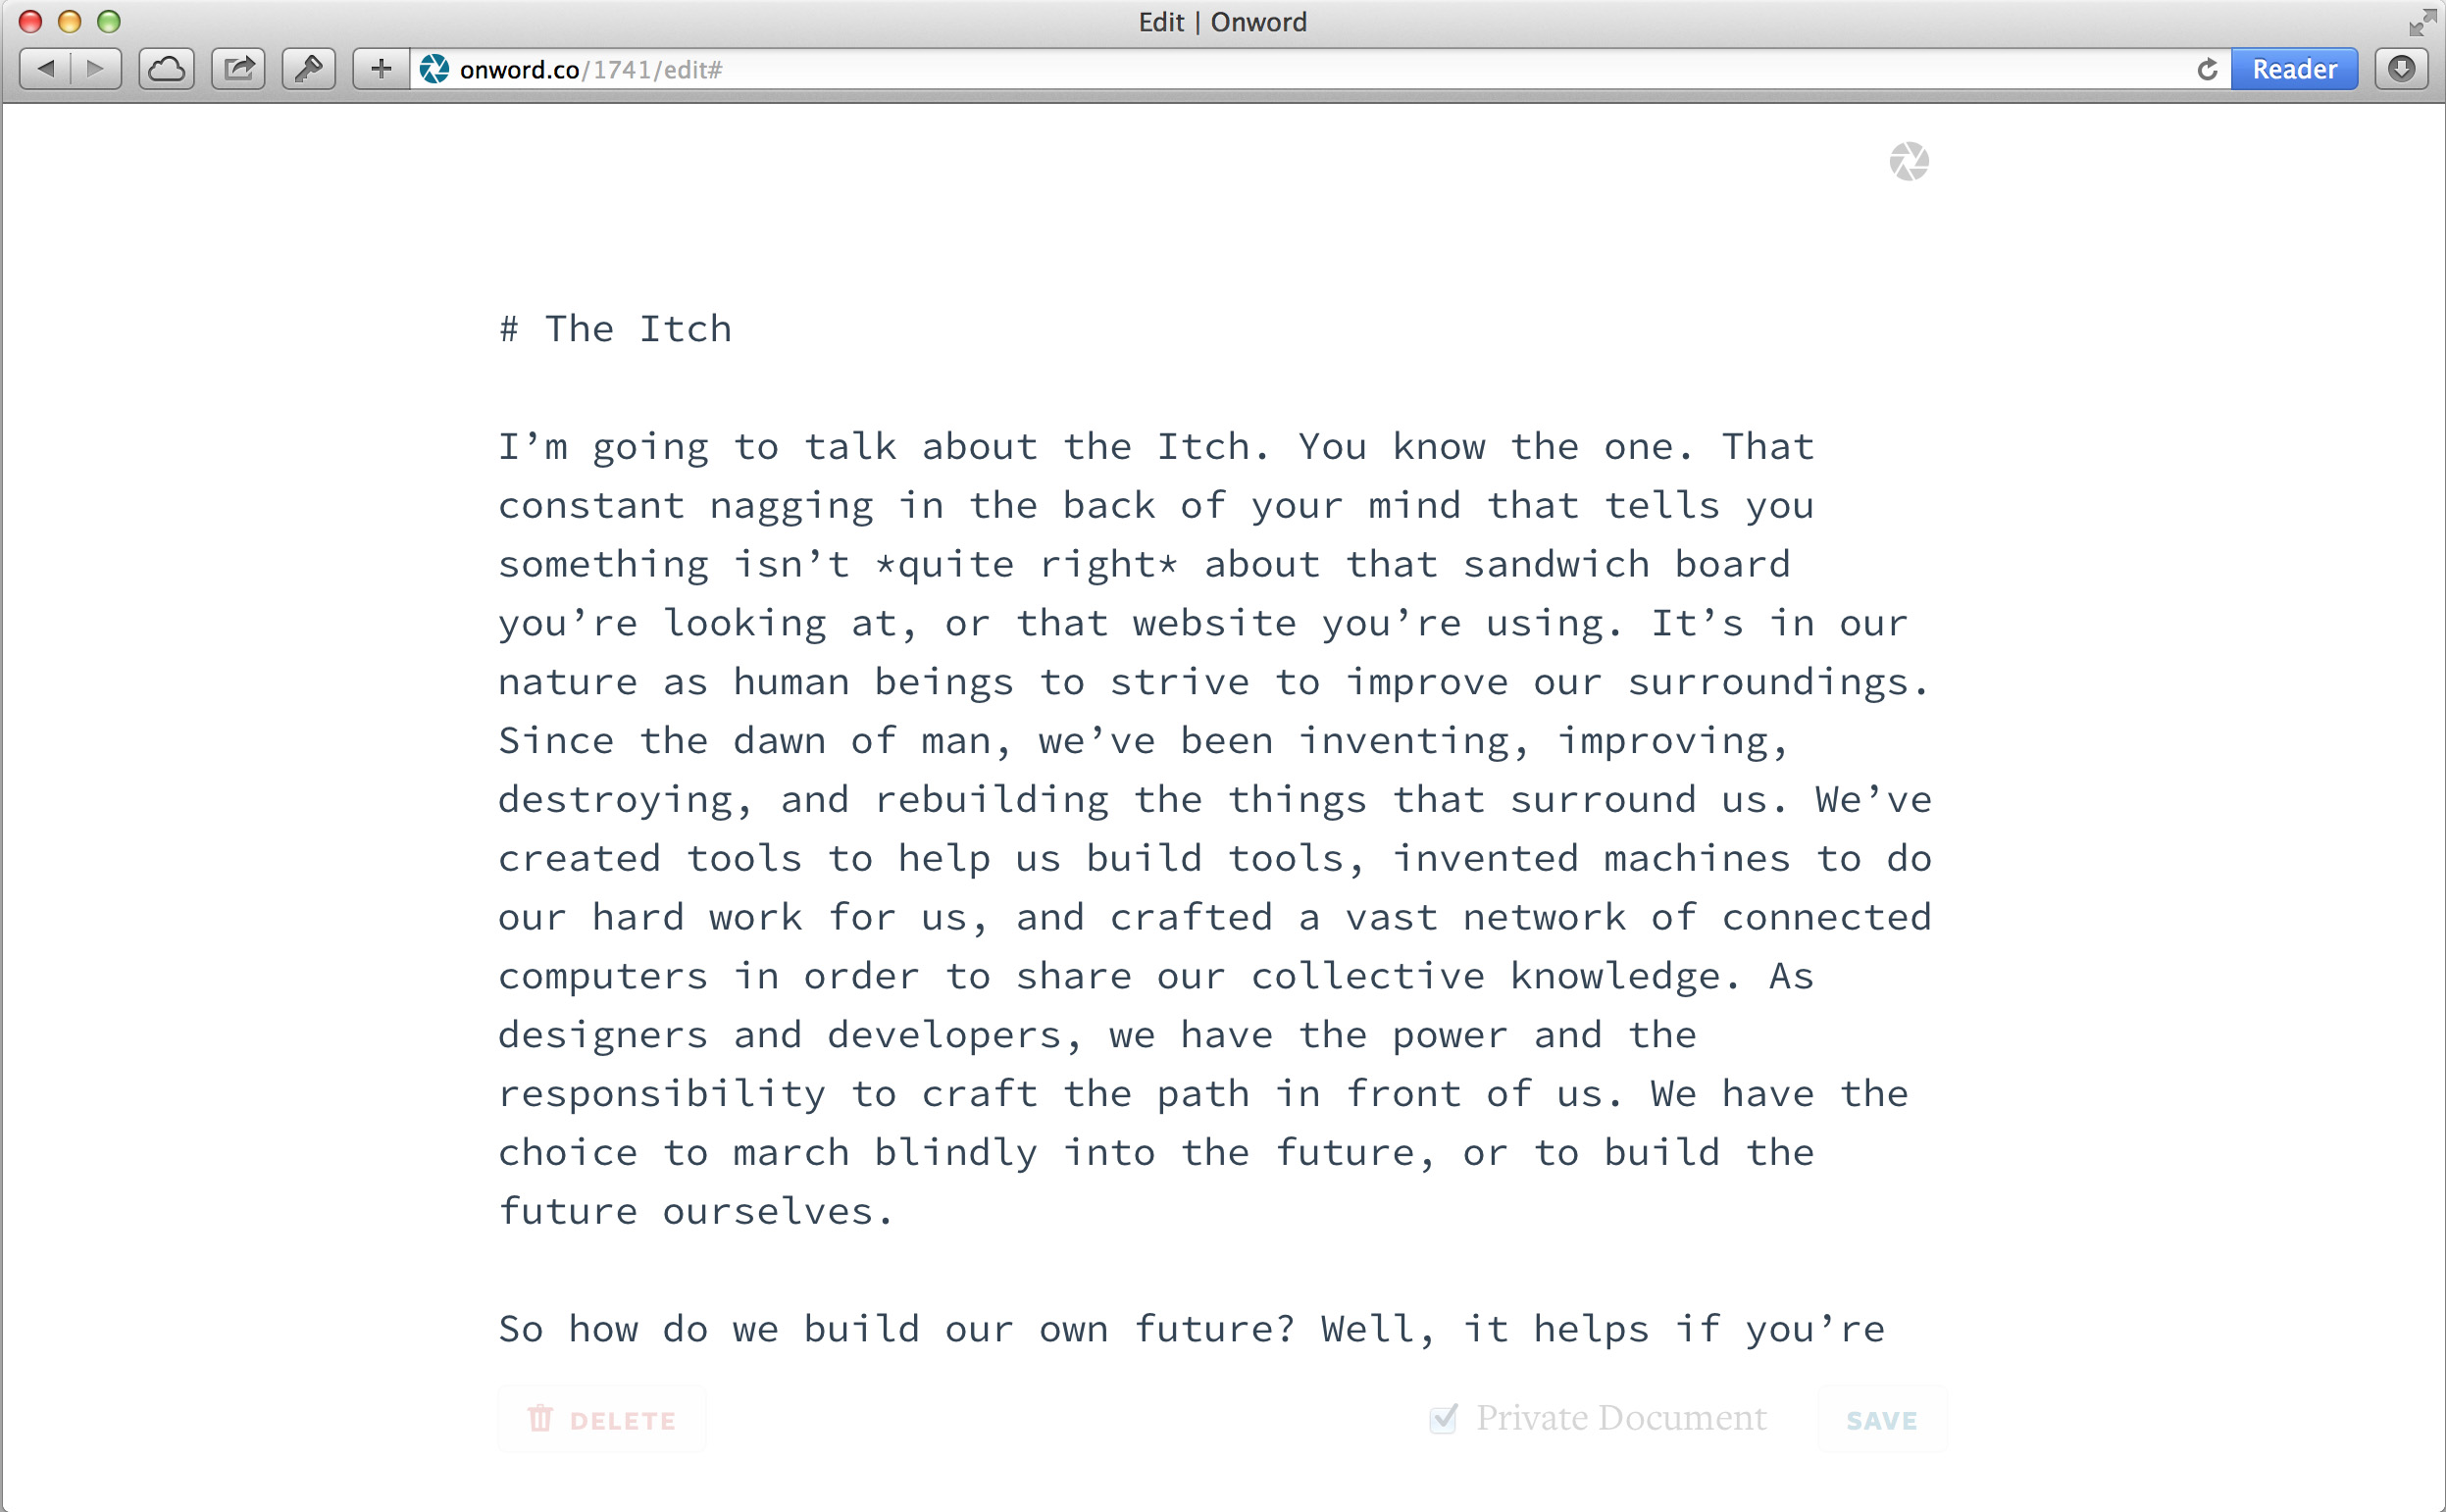 Edit | Onword
onword.co/1741/edit#
Reader
# The Itch
I’m going to talk about the Itch. You know the one. That
constant nagging in the back of your mind that tells you
something isn’t *quite right* about that sandwich board
you’re looking at, or that website you’re using. It’s in our
nature as human beings to strive to improve our surroundings.
Since the dawn of man, we’ve been inventing, improving,
destroying, and rebuilding the things that surround us. We’ve
created tools to help us build tools, invented machines to do
our hard work for us, and crafted a vast network of connected
computers in order to share our collective knowledge. As
designers and developers, we have the power and the
responsibility to craft the path in front of us. We have the
choice to march blindly into the future, or to build the
future ourselves.
So how do we build our own future? Well, it helps if you’re
DELETE
Private Document
SAVE